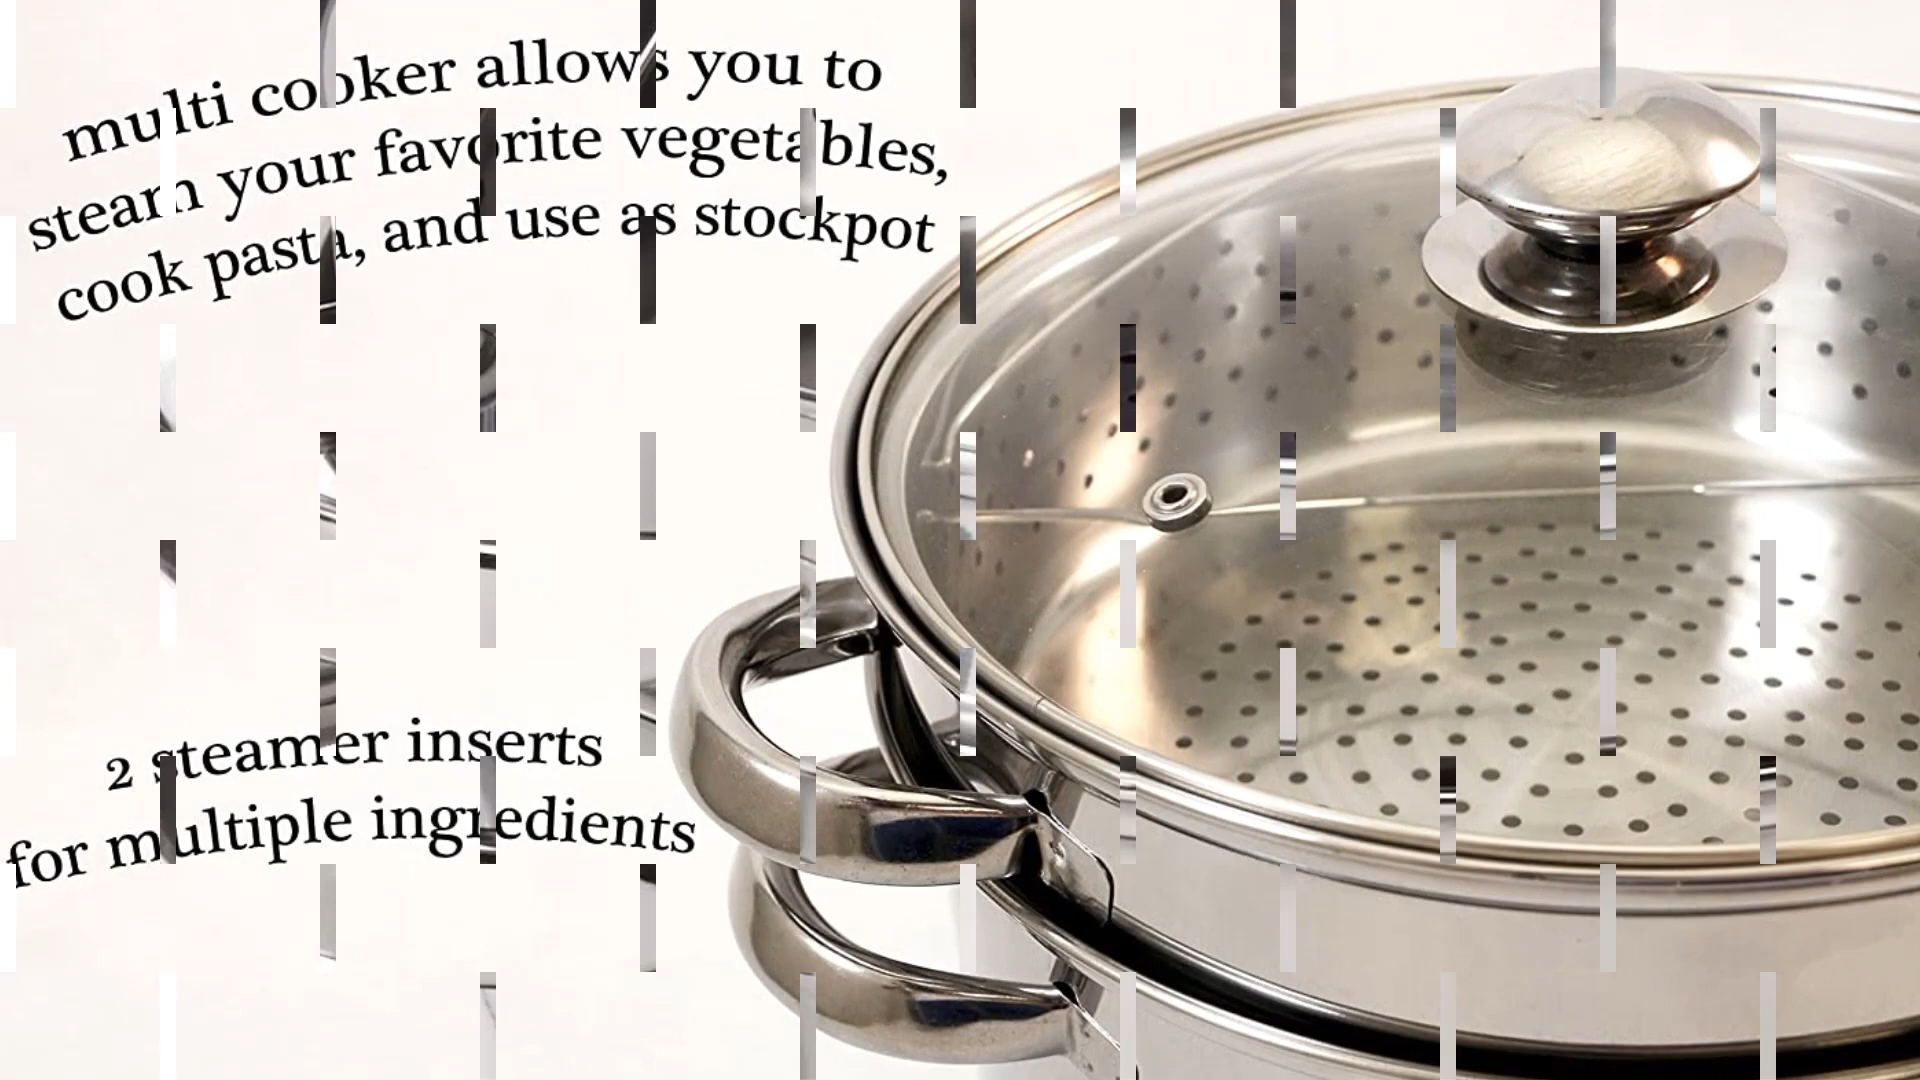 multi cooker allows you to
steam your favorite vegetables,
cook pasta, and use as stockpot
2 steamer inserts
for multiple ingredients